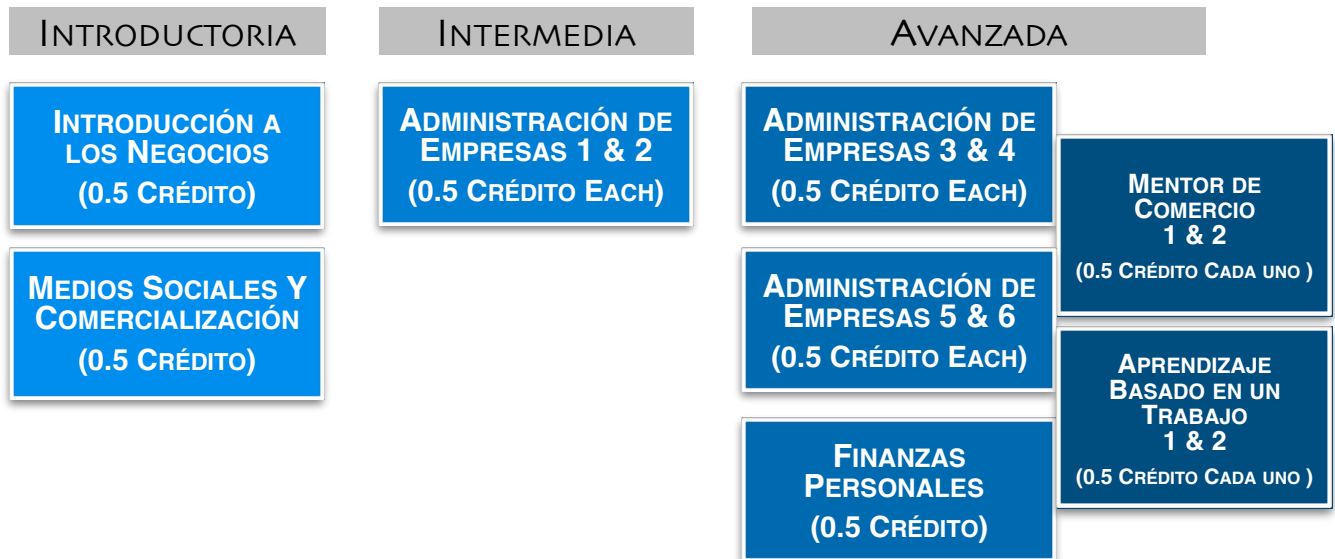 INTRODUCTORIA
INTRODUCCIÓN A
LOS NEGOCIOS
(0.5 CRÉDITO)
MEDIOS SOCIALES Y
COMERCIALIZACIÓN
(0.5 CRÉDITO)
INTERMEDIA
ADMINISTRACIÓN DE
EMPRESAS 1 & 2
(0.5 CRÉDITO EACH)
AVANZADA
ADMINISTRACIÓN DE
EMPRESAS 3 & 4
(0.5 CRÉDITO EACH)
ADMINISTRACIÓN DE
EMPRESAS 5 & 6
(0.5 CRÉDITO EACH)
FINANZAS
PERSONALES
(0.5 CRÉDITO)
MENTOR DE
COMERCIO
1 & 2
(0.5 CRÉDITO CADA UNO )
APRENDIZAJE
BASADO EN UN
TRABAJO
1 & 2
(0.5 CRÉDITO CADA UNO )